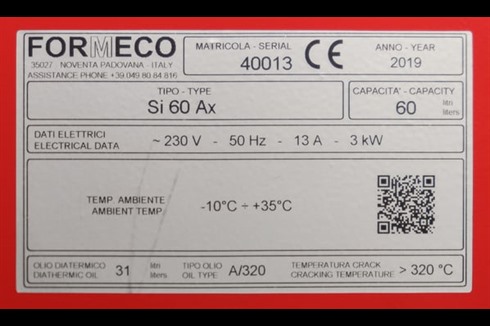 FORMECO
35027 - NOVENTA PADOVANA - ITALY
ASSISTANCE PHONE +39.049.80.84.816
MATRICOLA - SERIAL
40013
CE
ANNO - YEAR
2019
TIPO - TYPE
Si 60 Ax
CAPACITA' - CAPACITY
60 litri
liters
DATI ELETTRICI
ELECTRICAL DATA
~ 230 V - 50 Hz - 13 A - 3 kW
TEMP. AMBIENTE
AMBIENT TEMP.
-10°C ÷ +35°C
OLIO DIATERMICO
DIATHERMIC OIL
31 litri
liters
TIPO OLIO
OIL TYPE
A/320
TEMPERATURA CRACK
CRACKING TEMPERATURE
> 320 °C